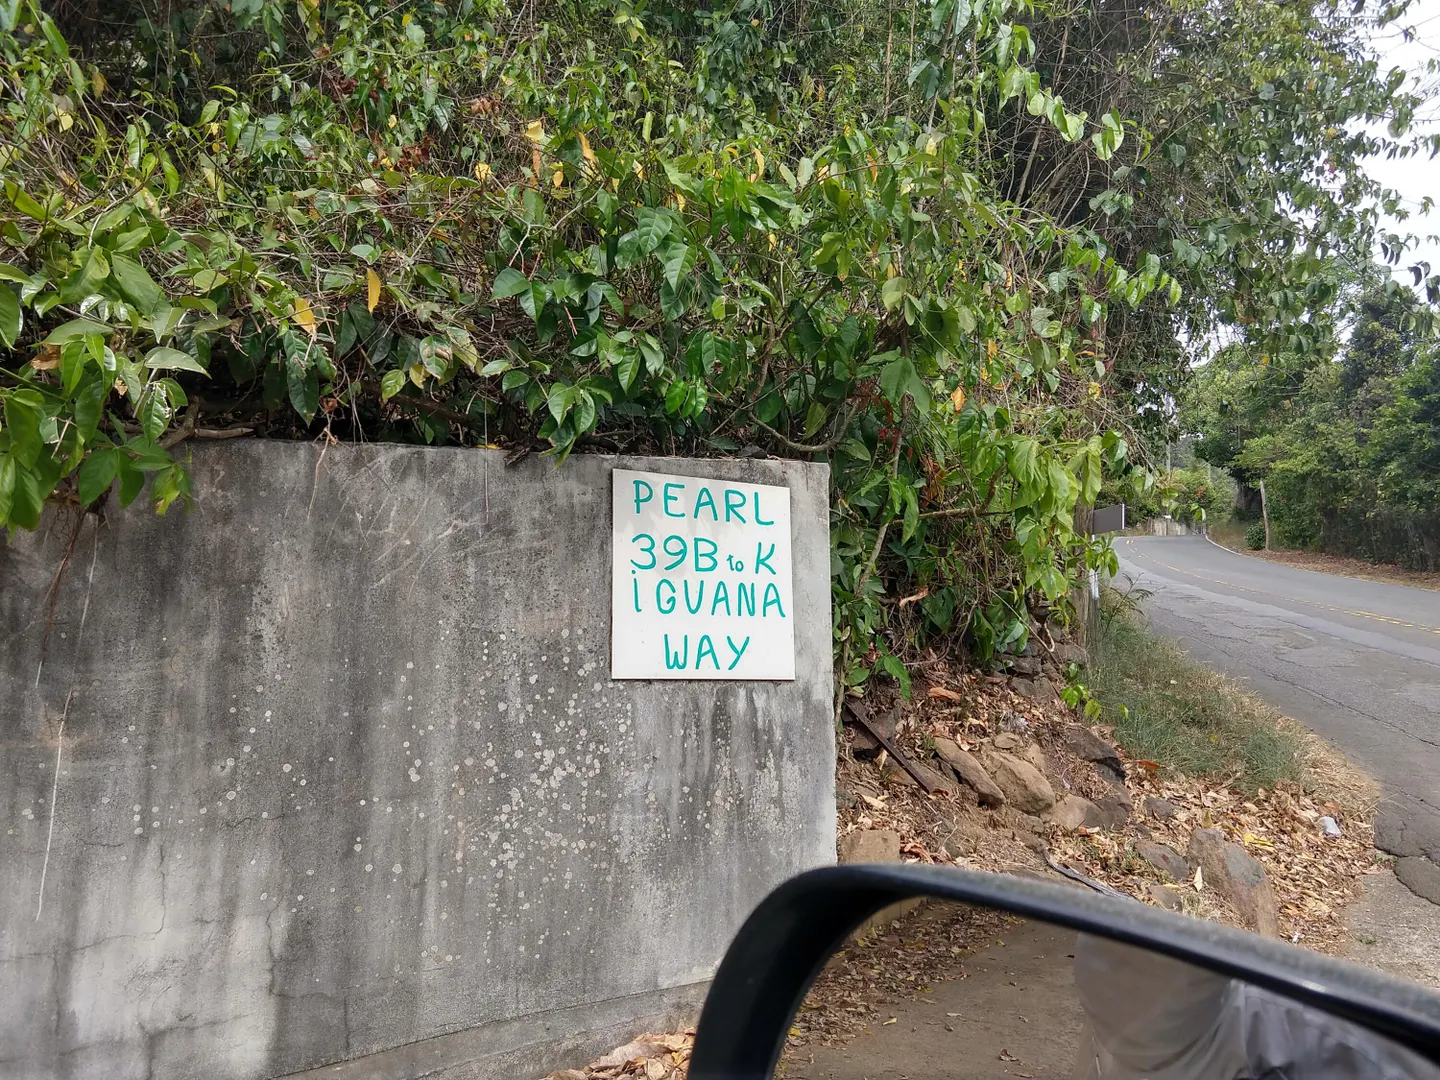 PEARL
39B to K
iGUANA
WAY